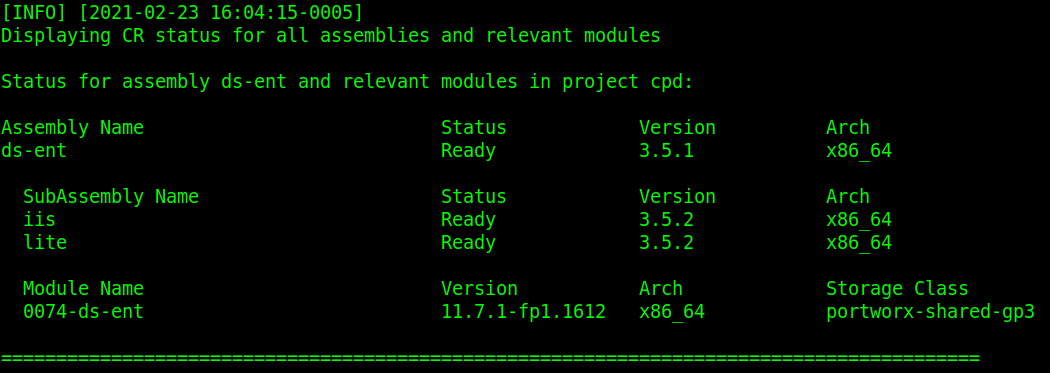 [INFO] [2021-02-23 16:04:15-0005]
Displaying CR status for all assemblies and relevant modules
Status for assembly ds-ent and relevant modules in project cpd:
Assembly Name Status Version Arch
ds-ent Ready 3.5.1 x86_64
SubAssembly Name Status Version Arch
iis Ready 3.5.2 x86_64
lite Ready 3.5.2 x86_64
Module Name Version Arch Storage Class
0074-ds-ent 11.7.1-fp1.1612 x86_64 portworx-shared-gp3
=========================================================================================